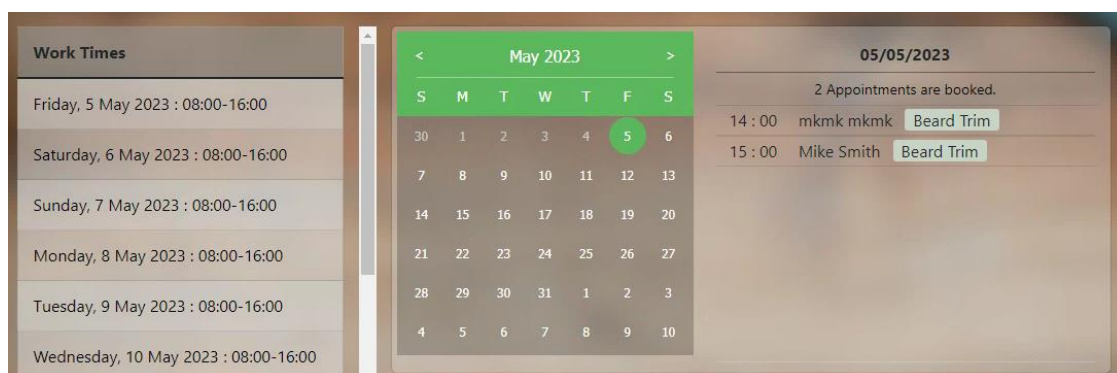 Work Times
Friday, 5 May 2023 : 08:00-16:00
Saturday, 6 May 2023 : 08:00-16:00
Sunday, 7 May 2023 : 08:00-16:00
Monday, 8 May 2023 : 08:00-16:00
Tuesday, 9 May 2023 : 08:00-16:00
Wednesday, 10 May 2023 : 08:00-16:00
< May 2023 >
S M T W T F S
30 1 2 3 4 5 6
7 8 9 10 11 12 13
14 15 16 17 18 19 20
21 22 23 24 25 26 27
28 29 30 31 1 2 3
4 5 6 7 8 9 10
05/05/2023
2 Appointments are booked.
14 : 00 mkmk mkmk Beard Trim
15 : 00 Mike Smith Beard Trim